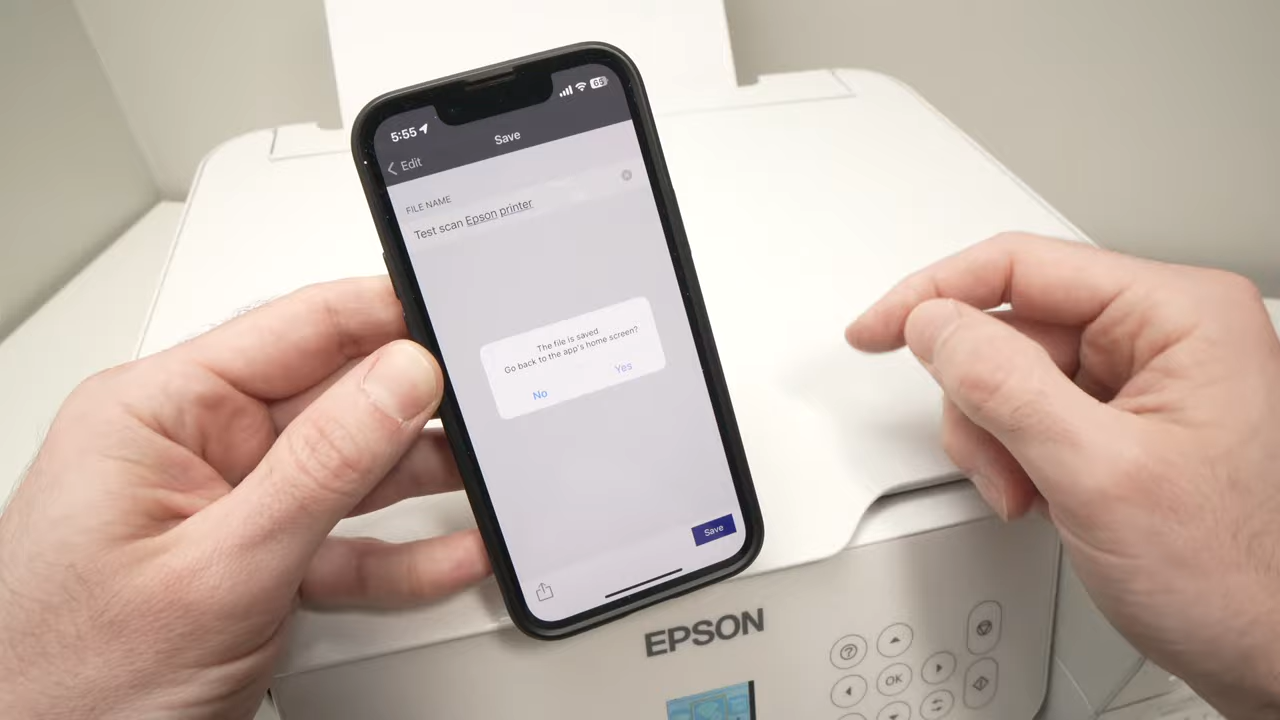 5:55
65
Edit
Save
FILE NAME
Test scan Epson printer
The file is saved
Go back to the app's home screen?
No
Yes
Save
EPSON
?
OK